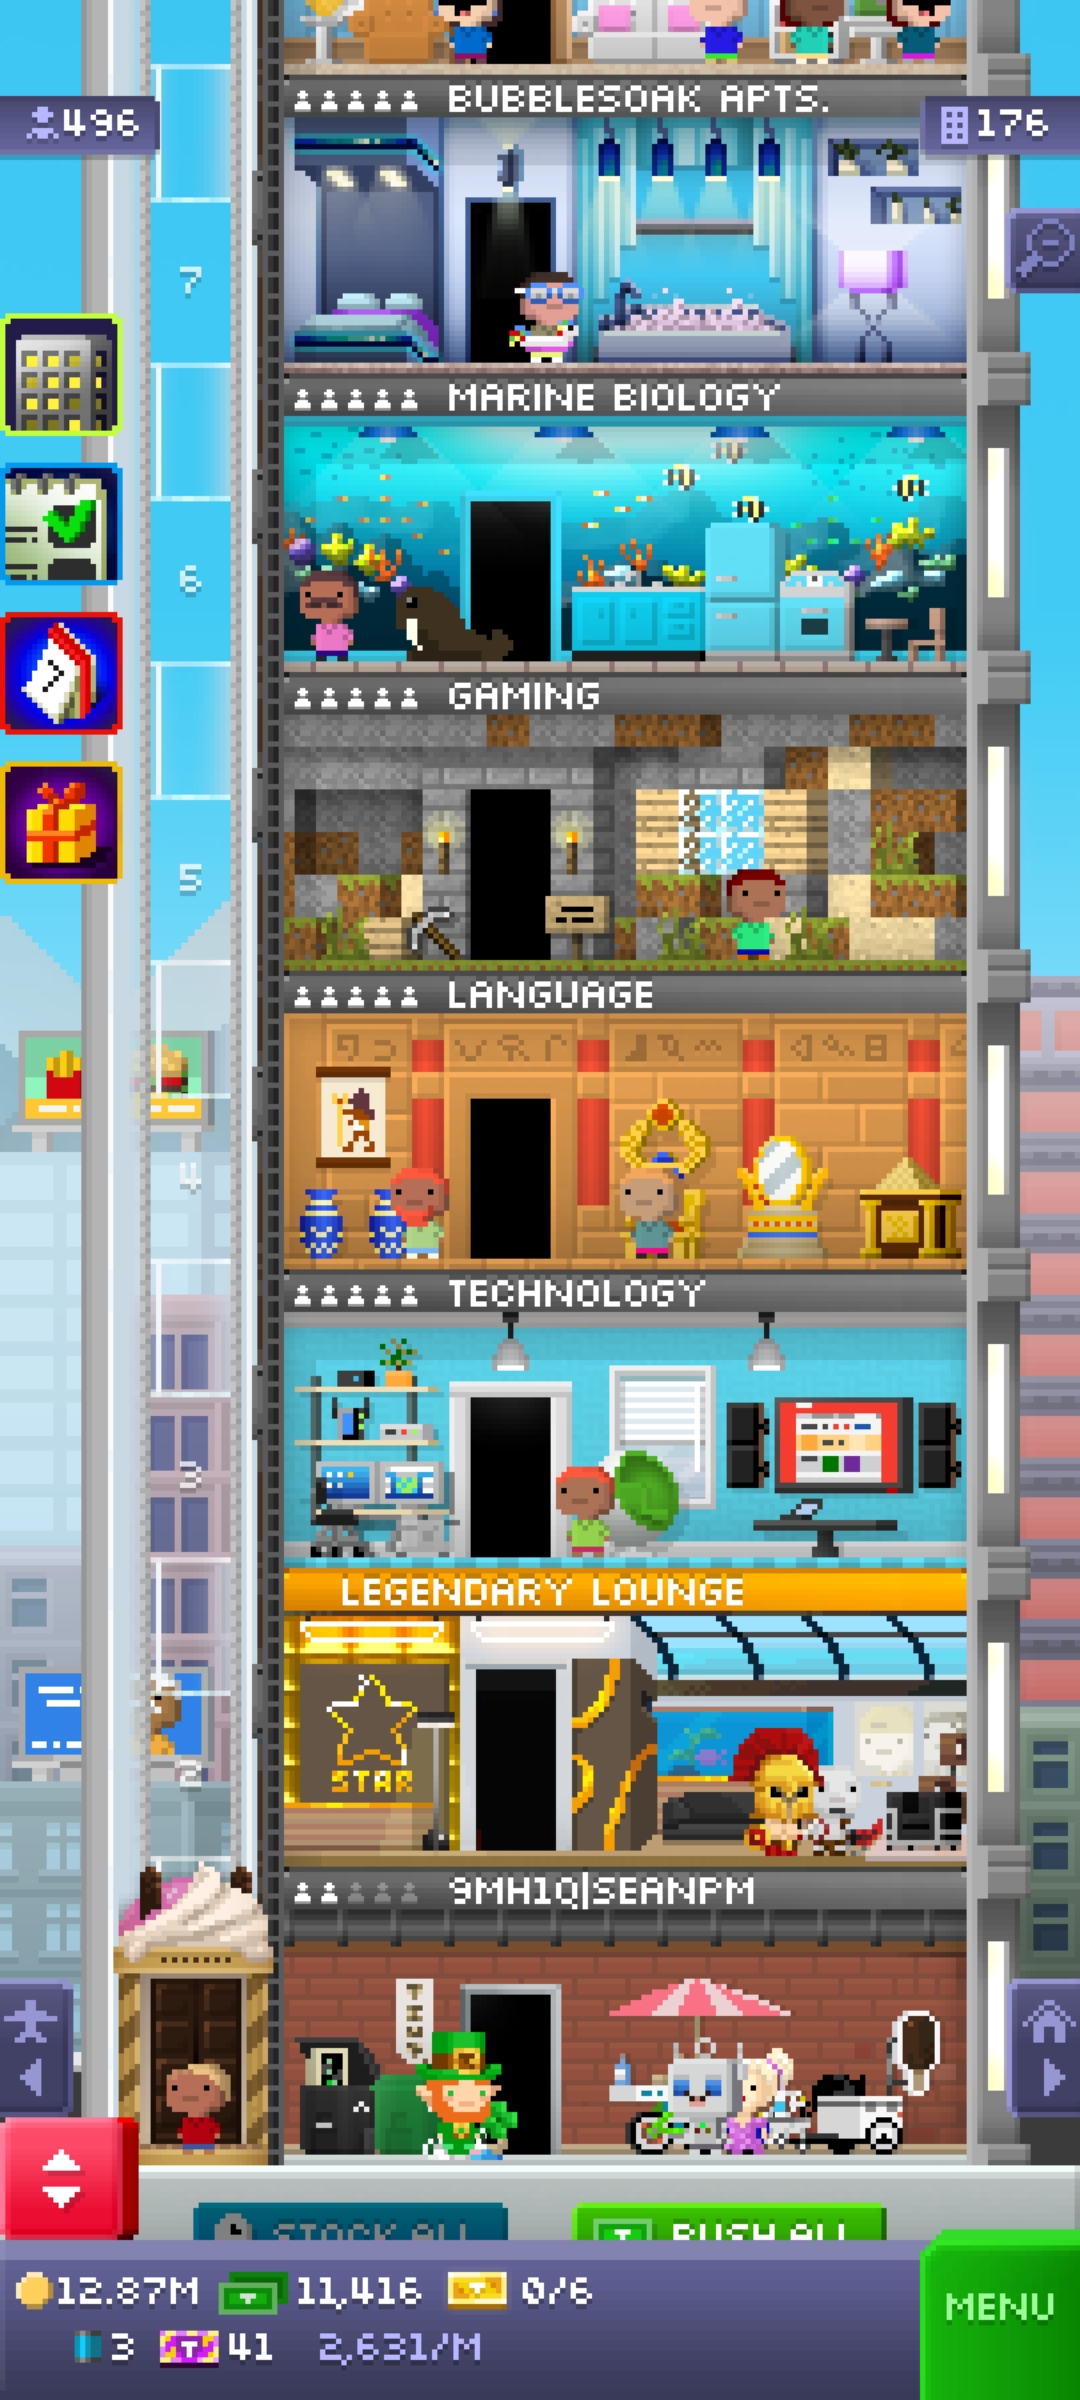 BUBBLESOAK APTS.
496
176
7
MARINE BIOLOGY
6
GAMING
5
LANGUAGE
4
TECHNOLOGY
3
LEGENDARY LOUNGE
STAR
2
9MH1Q|SEANPM
STOCK ALL
RUSH ALL
12.87M 11,416 0/6
MENU
3 T 41 2,631/M